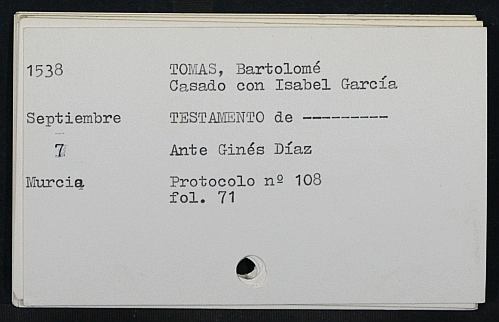 1538 TOMAS, Bartolomé
Casado con Isabel García
Septiembre TESTAMENTO de ---------
7 Ante Ginés Díaz
Murcia Protocolo nº 108
fol. 71